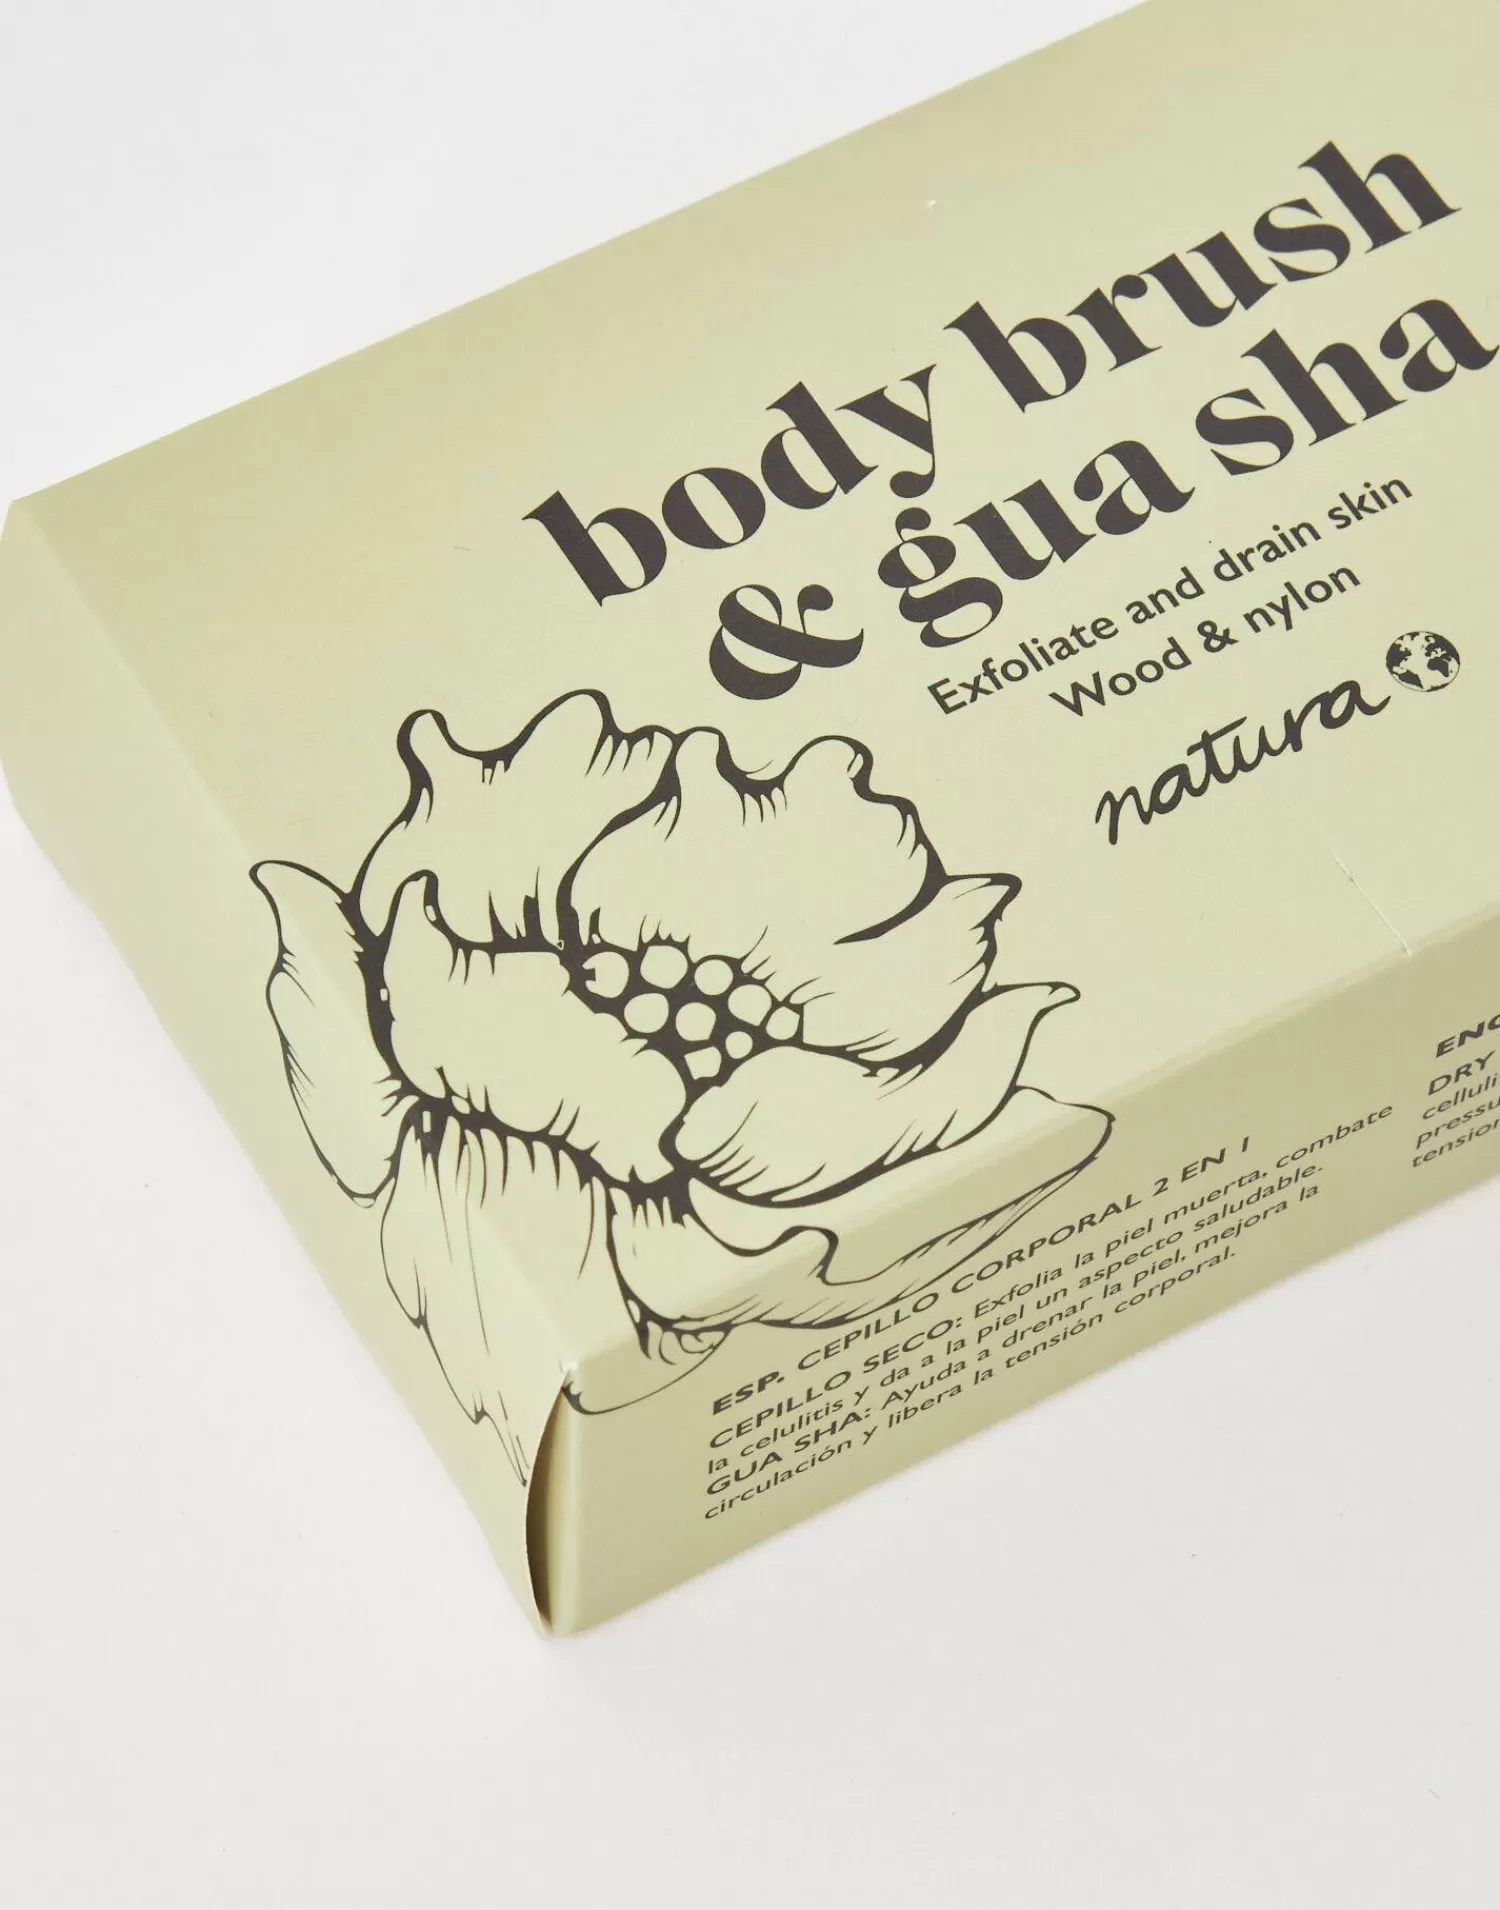 body brush
& gua sha
Exfoliate and drain skin
Wood & nylon
natura
ESP. CEPILLO CORPORAL 2 EN 1
CEPILLO SECO: Exfolia la piel muerta, combate
la celulitis y da a la piel un aspecto saludable.
GUA SHA: Ayuda a drenar la piel, mejora la
circulación y libera la tensión corporal.
DRY